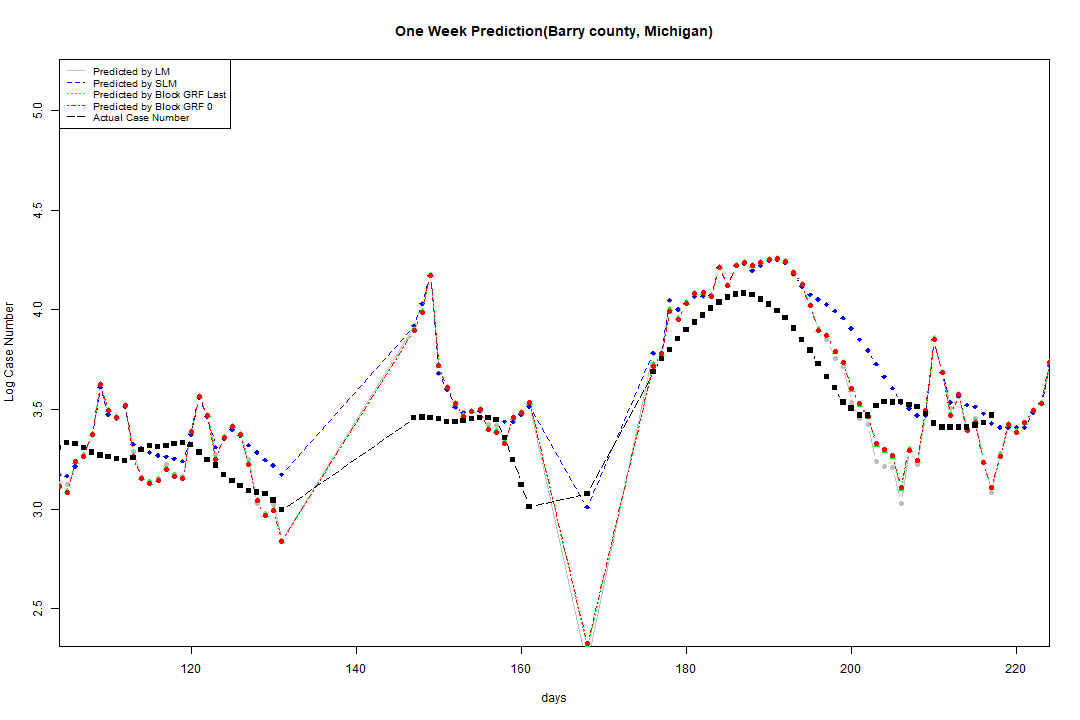 One Week Prediction(Barry county, Michigan)
Predicted by LM
Predicted by SLM
Predicted by Block GRF Last
Predicted by Block GRF 0
Actual Case Number
5.0
4.5
4.0
3.5
3.0
2.5
Log Case Number
120 140 160 180 200 220
days